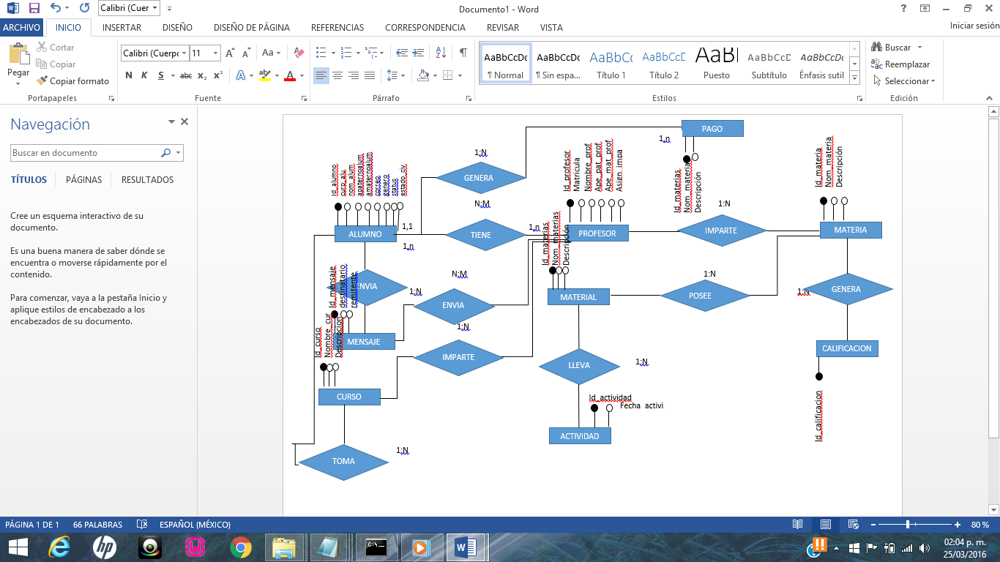 Calibri (Cuer
Documento1 - Word
?
ARCHIVO INICIO INSERTAR DISEÑO DISEÑO DE PÁGINA REFERENCIAS CORRESPONDENCIA REVISAR VISTA
Iniciar sesión
Pegar
Cortar
Copiar
Copiar formato
Portapapeles
Calibri (Cuerpo 11
N K S abc x₂ x²
Fuente
Párrafo
AaBbCcDc AaBbCcDc AaBbCc AaBbCcD AaB AaBbCcD AaBbCcD
¶ Normal ¶ Sin espa... Título 1 Título 2 Puesto Subtítulo Énfasis sutil
Estilos
Buscar
Reemplazar
Seleccionar
Edición
Navegación
Buscar en documento
TÍTULOS PÁGINAS RESULTADOS
Cree un esquema interactivo de su
documento.
Es una buena manera de saber dónde se
encuentra o moverse rápidamente por el
contenido.
Para comenzar, vaya a la pestaña Inicio y
aplique estilos de encabezado a los
encabezados de su documento.
PAGO
1,n
Id_materias
Nom_materias
Descripción
1:N
GENERA
Id_alumno
curp_alu
nom_alum
apaternoalum
amaternoalum
correo
genero
status
estado_civ
ALUMNO
1,1
1,n
N:M
TIENE
1,n
Id_profesor
Matricula
Nombre_prof
Ape_pat_prof
Ape_mat_prof
Asign_impa
PROFESOR
1:N
IMPARTE
Id_materia
Nom_materia
Descripción
MATERIA
Id_materias
Nom_materias
Descripción
MATERIAL
1:N
POSEE
1:N
GENERA
CALIFICACION
Id_calificacion
ENVIA
Id_mensaje
destinatario
remitente
MENSAJE
1:N
N:M
ENVIA
1:N
IMPARTE
Id_curso
Nombre_cur
Descripcion
CURSO
LLEVA
1:N
Id_actividad
Fecha_activi
ACTIVIDAD
TOMA
1:N
PÁGINA 1 DE 1 66 PALABRAS ESPAÑOL (MÉXICO) 80 %
02:04 p. m.
25/03/2016